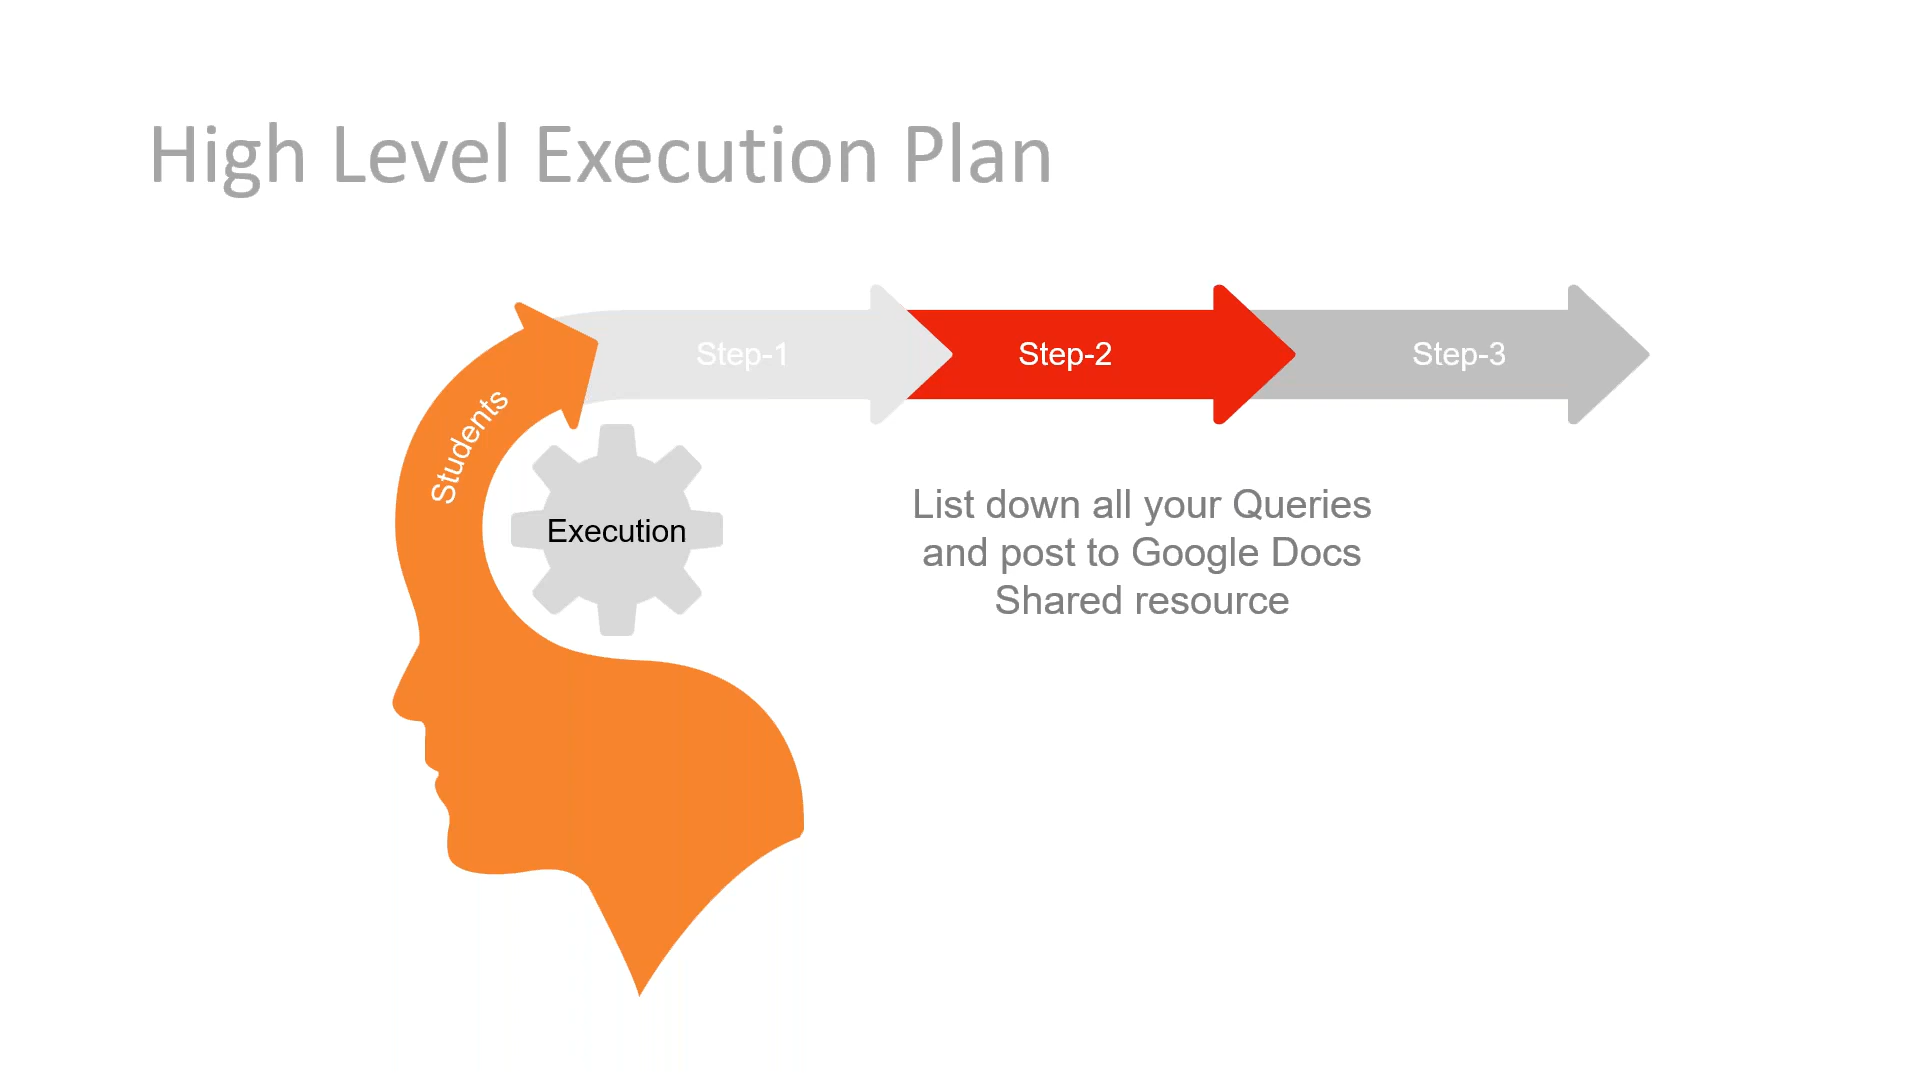 High Level Execution Plan
Step-1
Step-2
Step-3
Students
Execution
List down all your Queries
and post to Google Docs
Shared resource